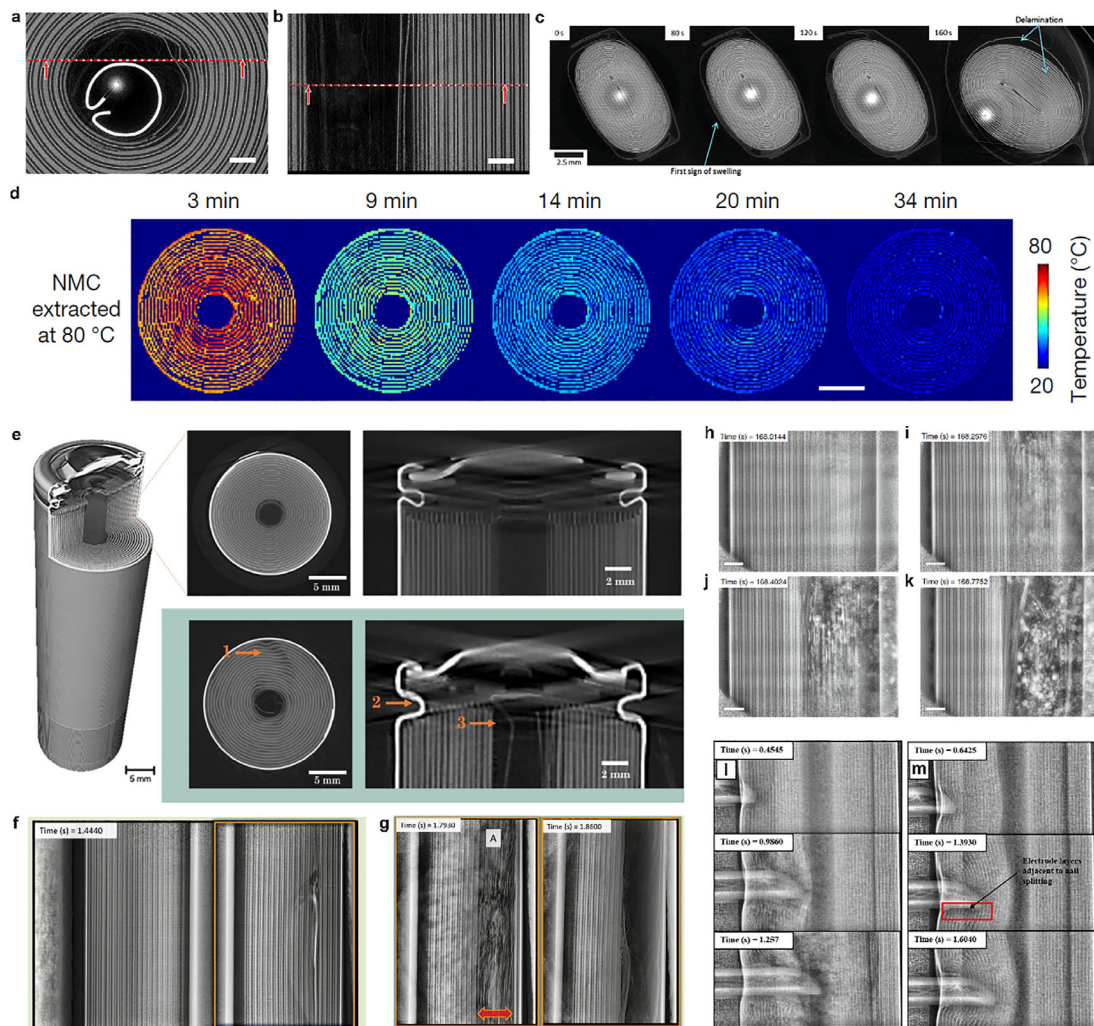 a
b
c
0 s
80 s
120 s
160 s
Delamination
2.5 mm
First sign of swelling
d
3 min
9 min
14 min
20 min
34 min
NMC
extracted
at 80 °C
80
20
Temperature (°C)
e
5 mm
5 mm
2 mm
1
2
3
5 mm
2 mm
h
Time (s) = 168.0144
i
Time (s) = 168.2576
j
Time (s) = 168.4024
k
Time (s) = 168.7752
f
Time (s) = 1.4440
g
Time (s) = 1.7980
A
Time (s) = 1.8600
l
Time (s) = 0.4545
Time (s) = 0.9860
Time (s) = 1.257
m
Time (s) = 0.6425
Time (s) = 1.3930
Electrode layers
adjacent to nail
splitting
Time (s) = 1.6040